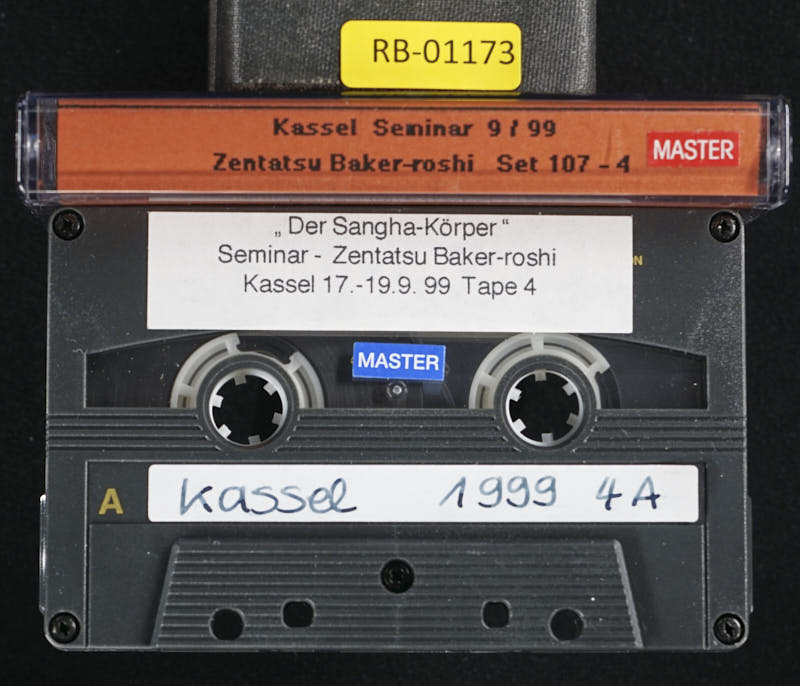 RB-01173
Kassel Seminar 9 / 99
Zentatsu Baker-roshi Set 107 - 4
MASTER
„Der Sangha-Körper“
Seminar - Zentatsu Baker-roshi
Kassel 17.-19.9. 99 Tape 4
MASTER
A
Kassel 1999 4A